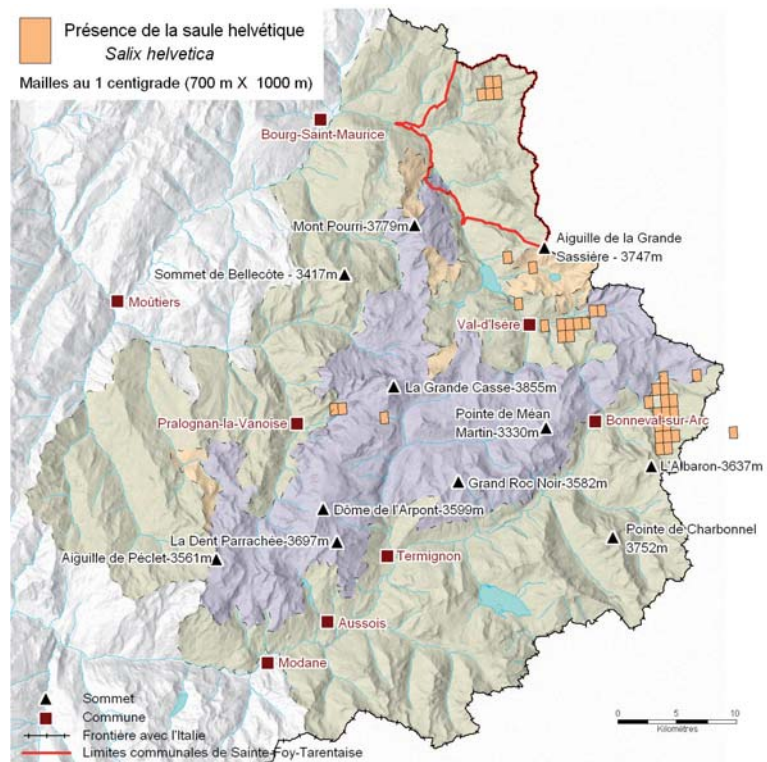 Présence de la saule helvétique
Salix helvetica
Mailles au 1 centigrade (700 m X 1000 m)
Bourg-Saint-Maurice
Mont Pourri-3779m
Aiguille de la Grande
Sassière - 3747m
Sommet de Bellecôte - 3417m
Moûtiers
Val-d'Isère
La Grande Casse-3855m
Pralognan-la-Vanoise
Pointe de Méan
Martin-3330m
Bonneval-sur-Arc
L'Albaron-3637m
Grand Roc Noir-3582m
Dôme de l'Arpont-3599m
La Dent Parrachée-3697m
Pointe de Charbonnel
3752m
Aiguille de Péclet-3561m
Termignon
Aussois
Modane
Sommet
Commune
Frontière avec l'Italie
Limites communales de Sainte-Foy-Tarentaise
0 5 10
Kilomètres